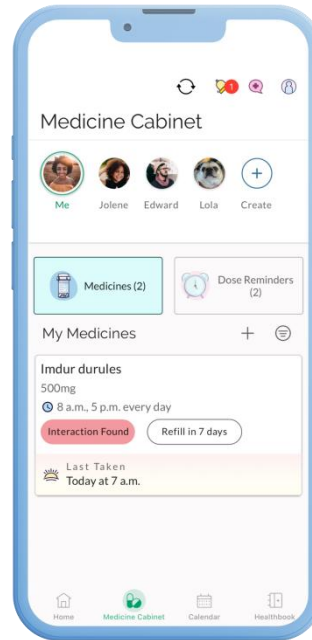 1
Medicine Cabinet
Me Jolene Edward Lola Create
Medicines (2)
Dose Reminders
(2)
My Medicines
Imdur durules
500mg
8 a.m., 5 p.m. every day
Interaction Found Refill in 7 days
Last Taken
Today at 7 a.m.
Home Medicine Cabinet Calendar Healthbook